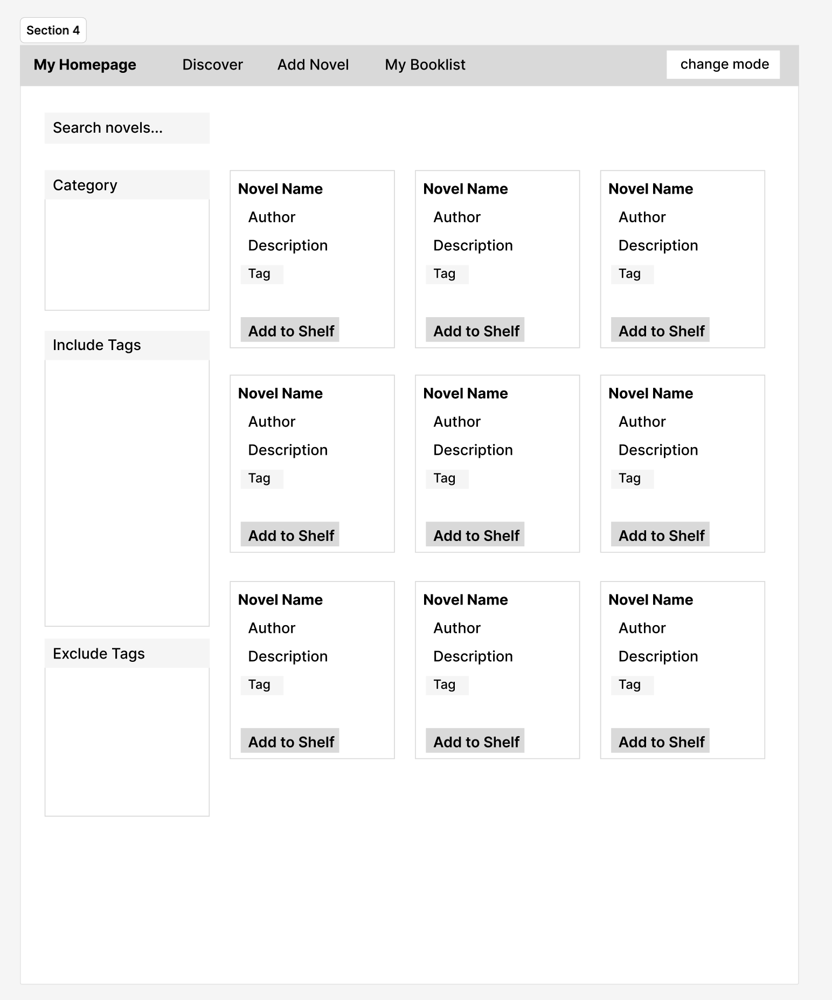 Section 4
My Homepage
Discover
Add Novel
My Booklist
change mode
Search novels...
Category
Include Tags
Exclude Tags
Novel Name
Author
Description
Tag
Add to Shelf
Novel Name
Author
Description
Tag
Add to Shelf
Novel Name
Author
Description
Tag
Add to Shelf
Novel Name
Author
Description
Tag
Add to Shelf
Novel Name
Author
Description
Tag
Add to Shelf
Novel Name
Author
Description
Tag
Add to Shelf
Novel Name
Author
Description
Tag
Add to Shelf
Novel Name
Author
Description
Tag
Add to Shelf
Novel Name
Author
Description
Tag
Add to Shelf